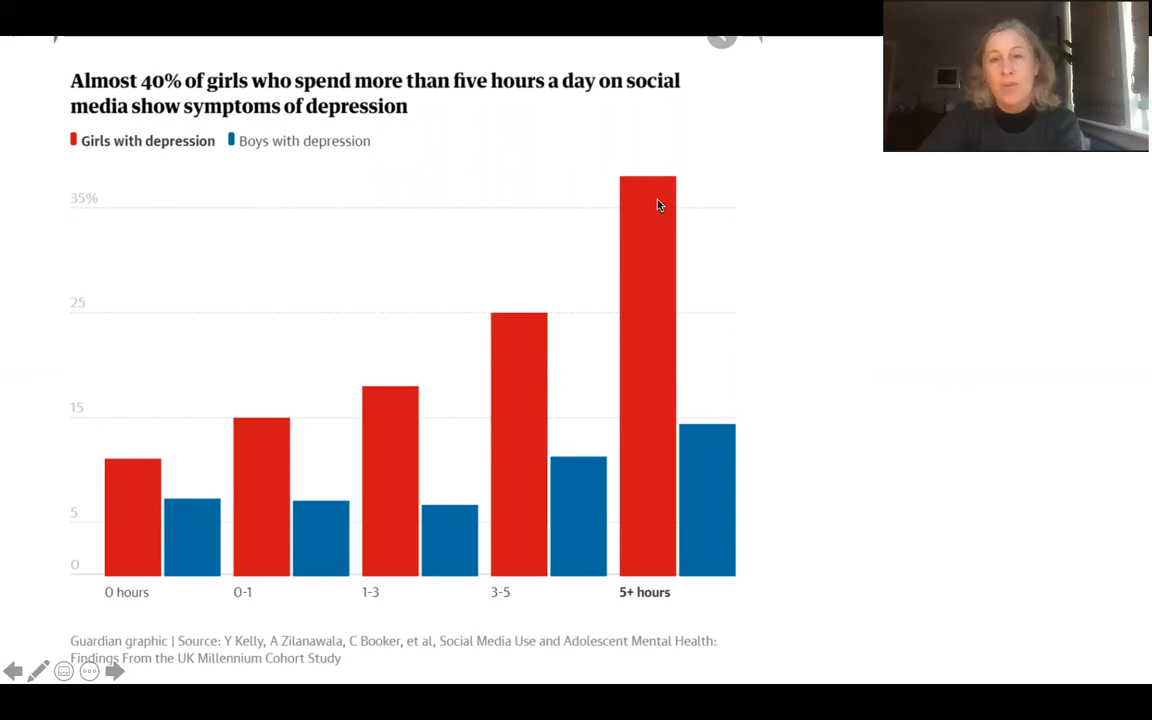 Almost 40% of girls who spend more than five hours a day on social
media show symptoms of depression
Girls with depression Boys with depression
35%
25
15
5
0
0 hours 0-1 1-3 3-5 5+ hours
Guardian graphic | Source: Y Kelly, A Zilanawala, C Booker, et al, Social Media Use and Adolescent Mental Health:
Findings From the UK Millennium Cohort Study